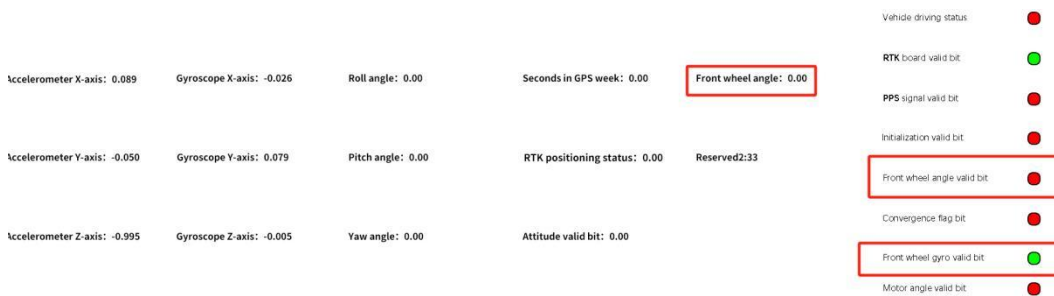 Vehicle driving status
RTK board valid bit
Accelerometer X-axis: 0.089 Gyroscope X-axis: -0.026 Roll angle: 0.00 Seconds in GPS week: 0.00 Front wheel angle: 0.00
PPS signal valid bit
Initialization valid bit
Accelerometer Y-axis: -0.050 Gyroscope Y-axis: 0.079 Pitch angle: 0.00 RTK positioning status: 0.00 Reserved2:33
Front wheel angle valid bit
Convergence flag bit
Accelerometer Z-axis: -0.995 Gyroscope Z-axis: -0.005 Yaw angle: 0.00 Attitude valid bit: 0.00
Front wheel gyro valid bit
Motor angle valid bit